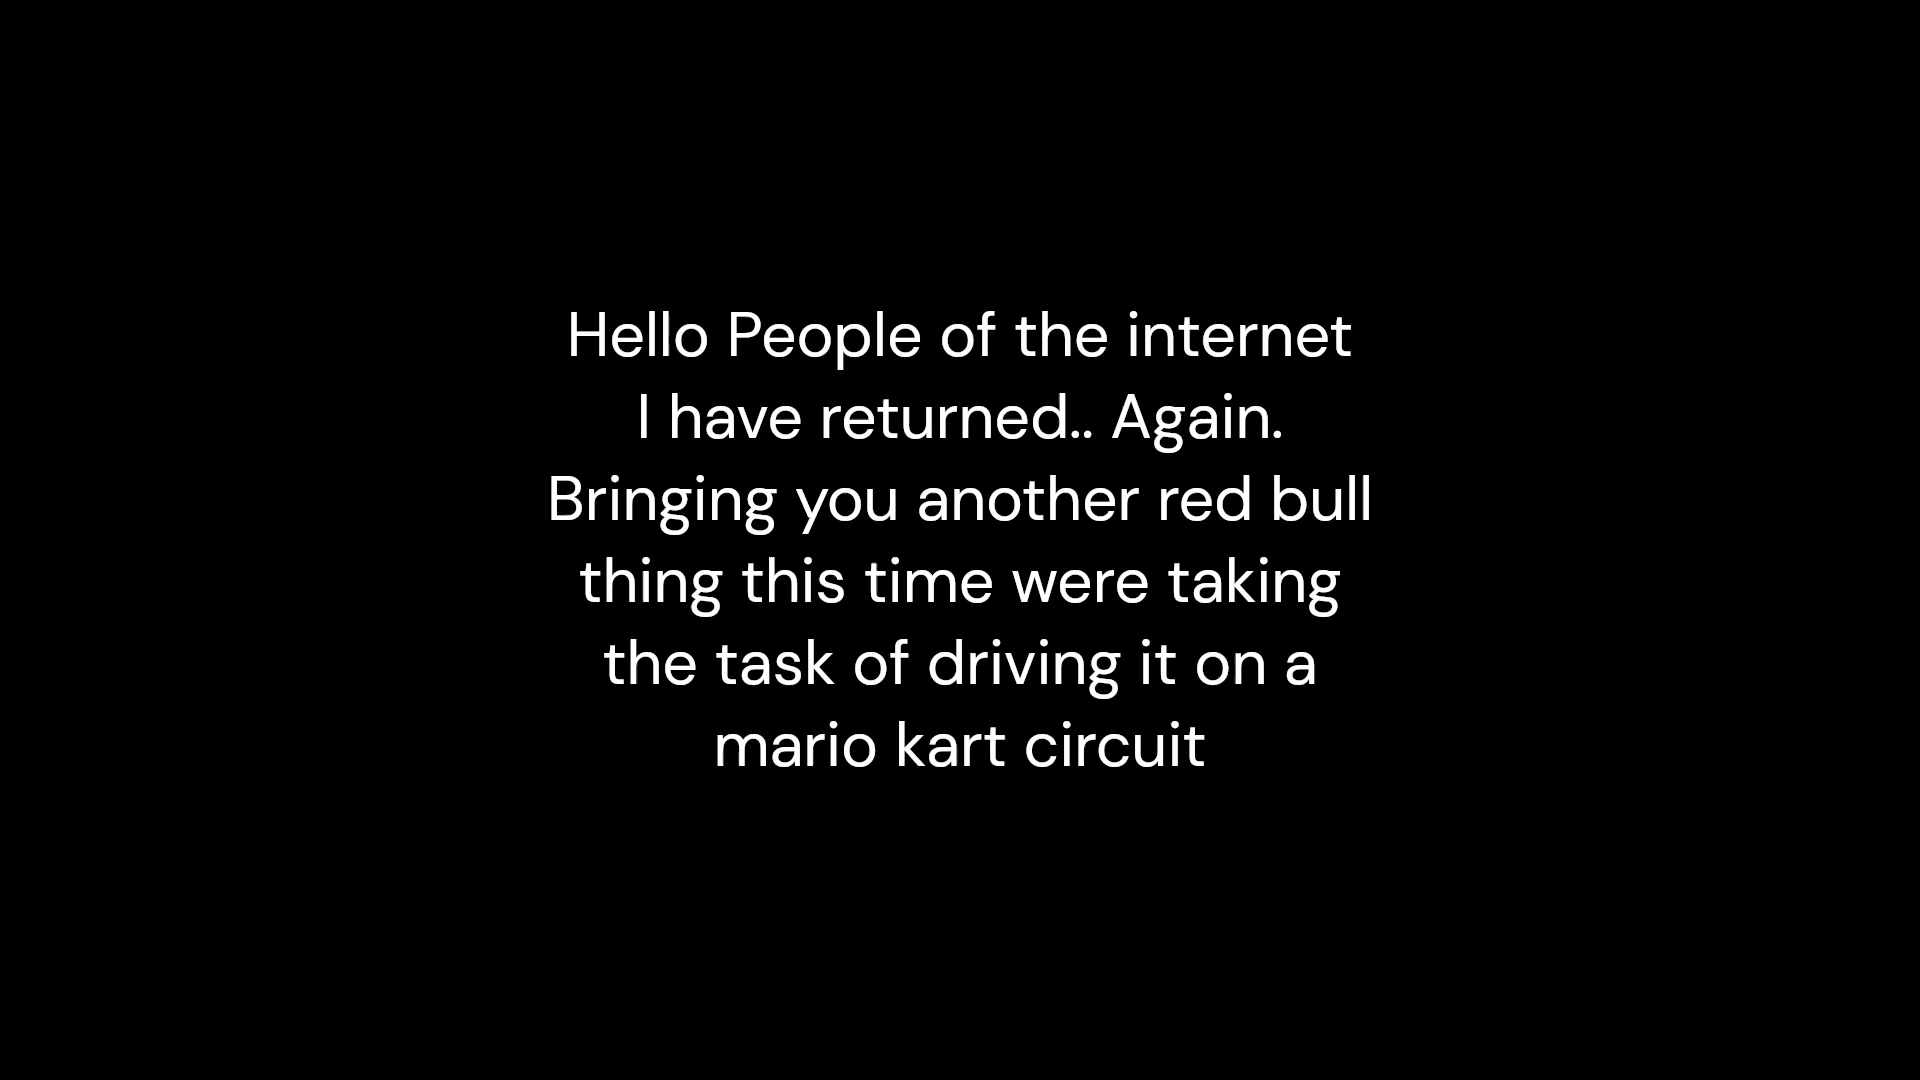 Hello People of the internet
I have returned.. Again.
Bringing you another red bull
thing this time were taking
the task of driving it on a
mario kart circuit